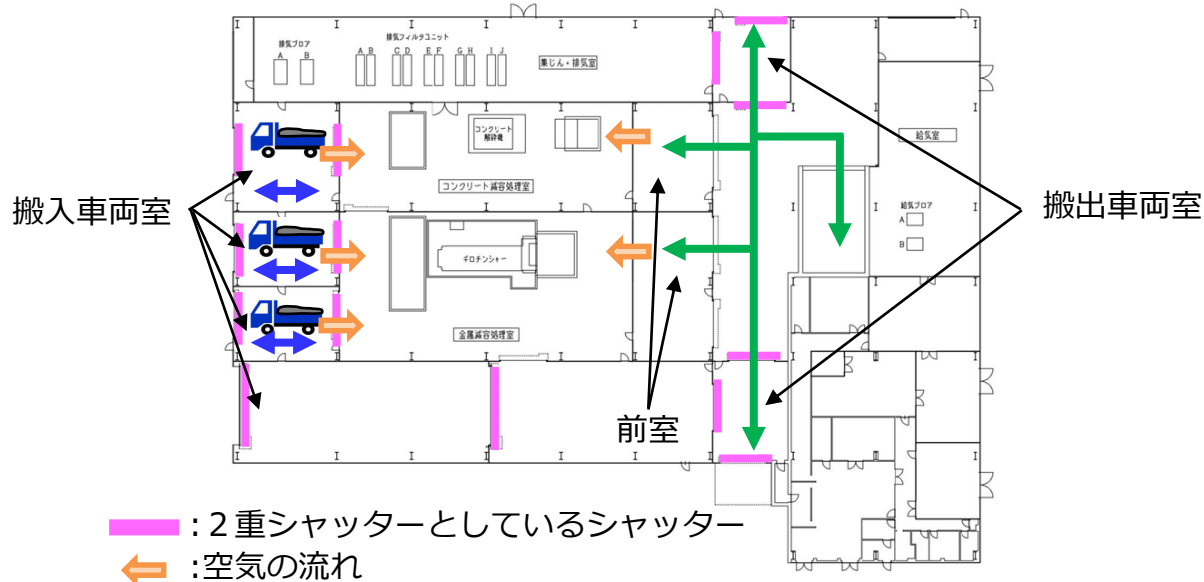 排気ブロア
A B
排気フィルタユニット
A B C D E F G H I J
集じん・排気室
コンクリート
解砕機
コンクリート減容処理室
給気室
搬入車両室
搬出車両室
給気ブロア
A
B
ギロチンシャー
金属減容処理室
前室
:２重シャッターとしているシャッター
:空気の流れ